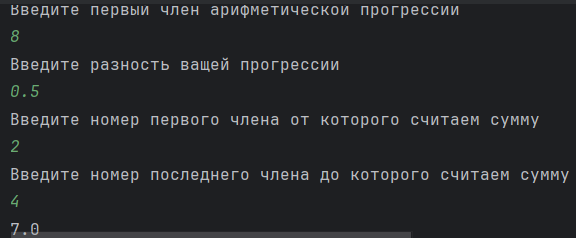 Введите первый член арифметической прогрессии
8
Введите разность ващей прогрессии
0.5
Введите номер первого члена от которого считаем сумму
2
Введите номер последнего члена до которого считаем сумму
4
7.0